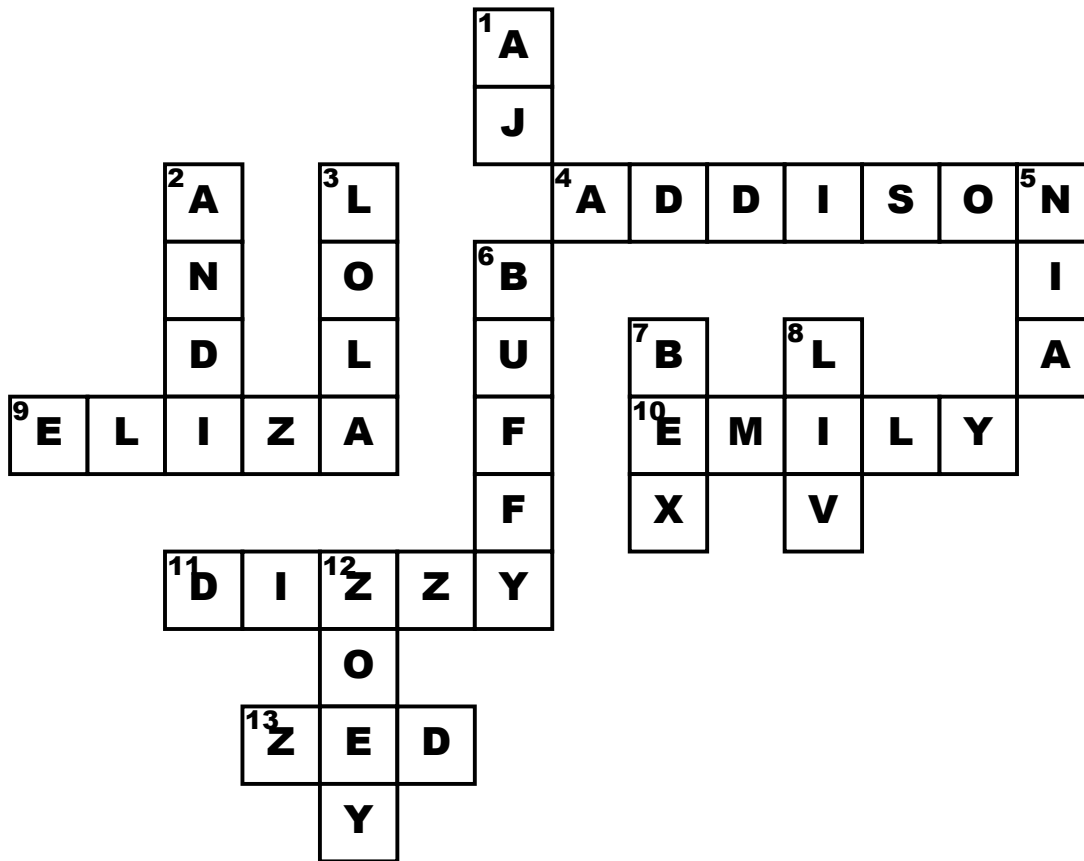 1 A
J
2 A 3 L 4 A D D I S O 5 N
N O 6 B I
D L U 7 B 8 L A
9 E L I Z A F 10 E M I L Y
F X V
11 D I 12 Z Z Y
O
13 Z E D
Y